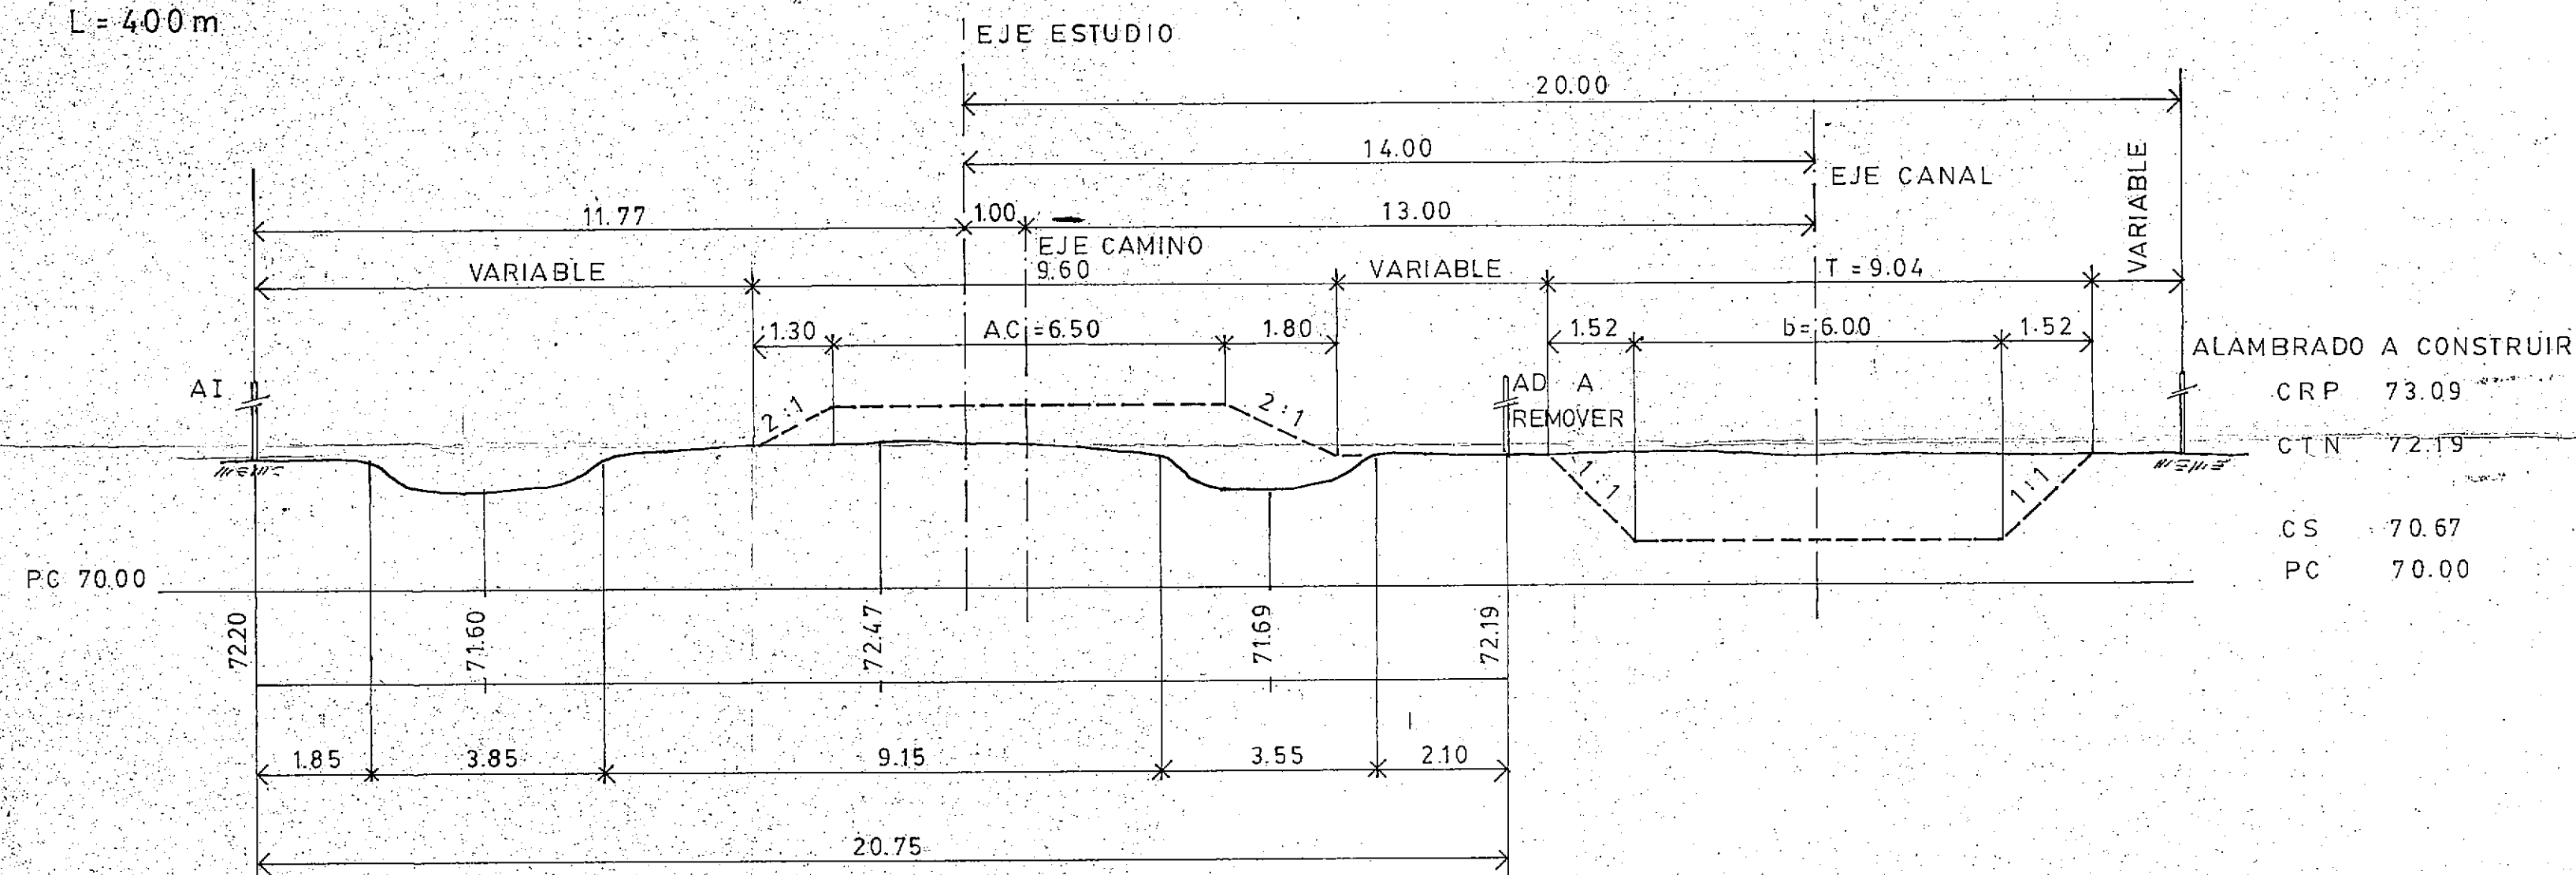 L = 400 m
EJE ESTUDIO
20.00
14.00
EJE CANAL
VARIABLE
11.77
1.00
13.00
EJE CAMINO
VARIABLE
9.60
VARIABLE
T = 9.04
1.30
A.C = 6.50
1.80
1.52
b = 6.00
1.52
ALAMBRADO A CONSTRUIR
AI
AD A
REMOVER
CRP 73.09
2:1
2:1
CTN 72.19
1:1
1:1
CS 70.67
PC 70.00
PC 70.00
72.20
71.60
72.47
71.69
72.19
1.85
3.85
9.15
3.55
2.10
20.75